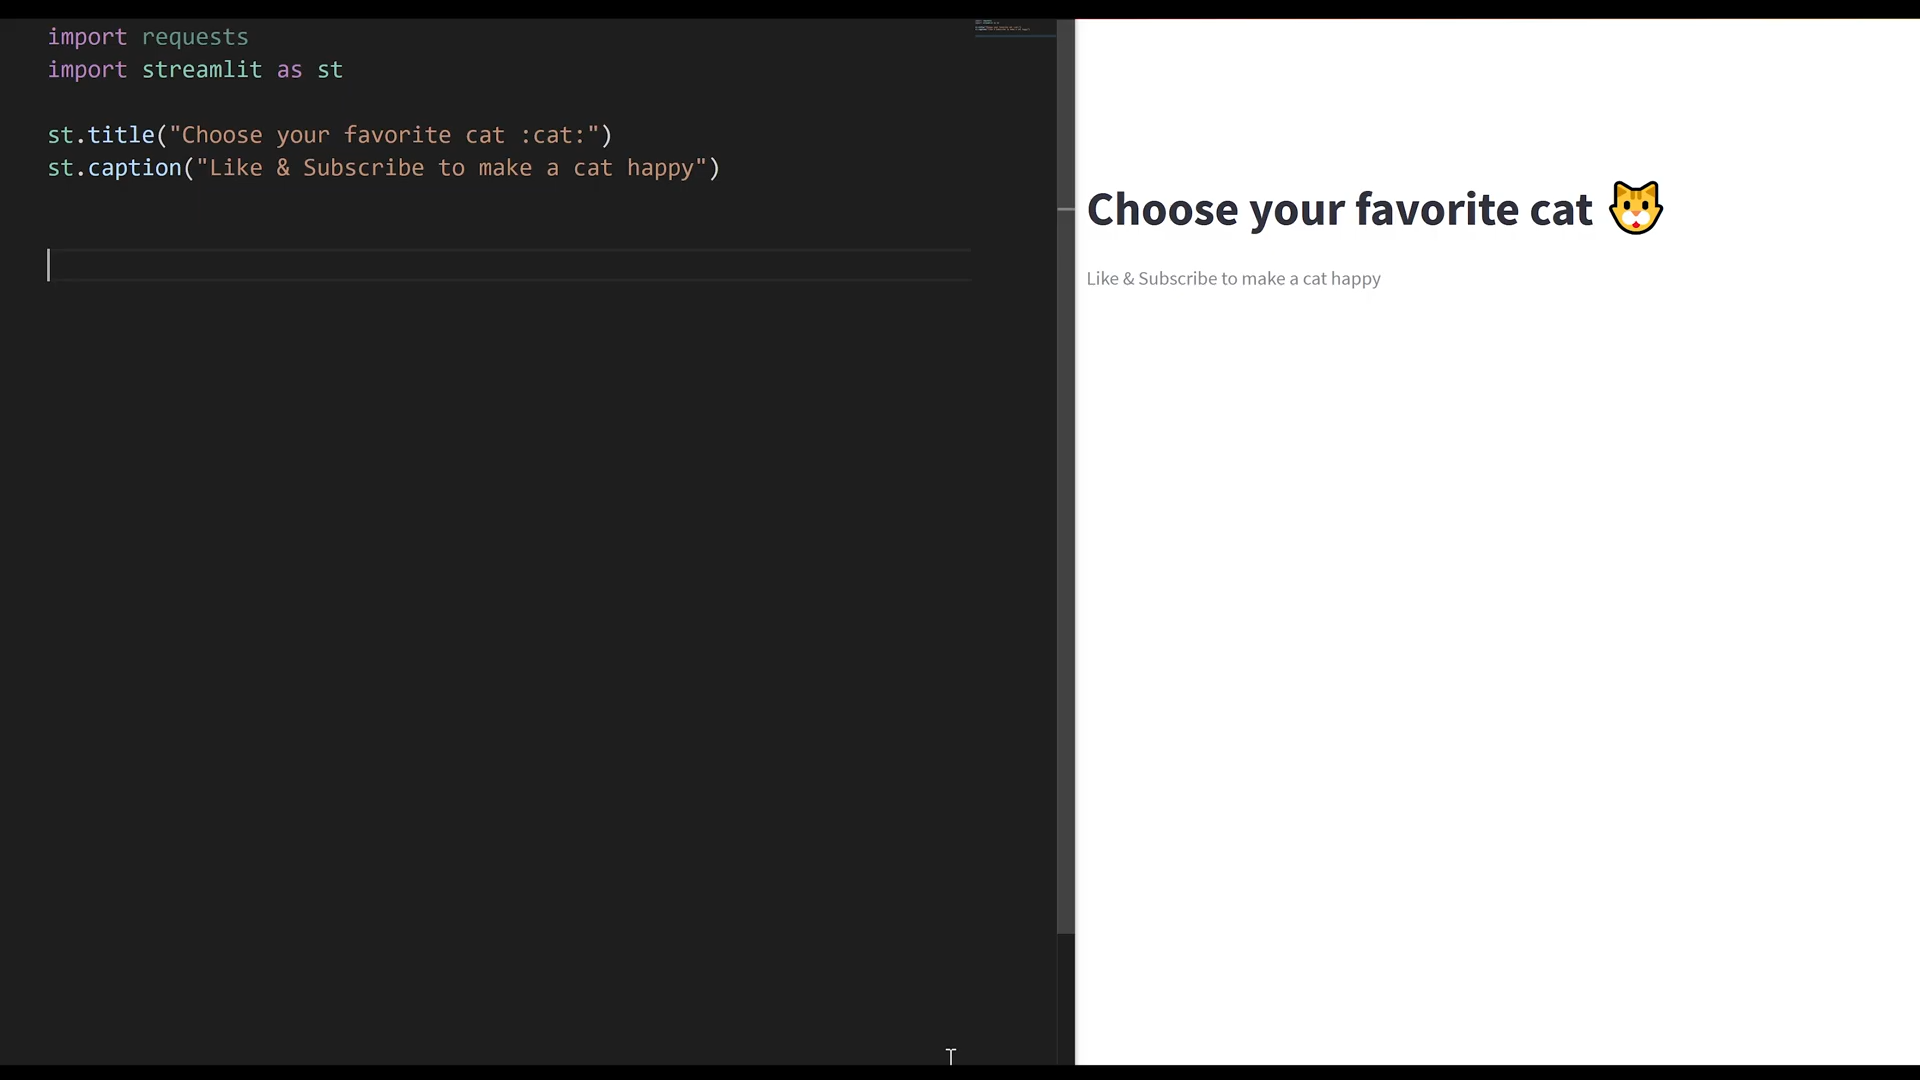 import requests
import streamlit as st
st.title("Choose your favorite cat :cat:")
st.caption("Like & Subscribe to make a cat happy")
Choose your favorite cat 🐱
Like & Subscribe to make a cat happy